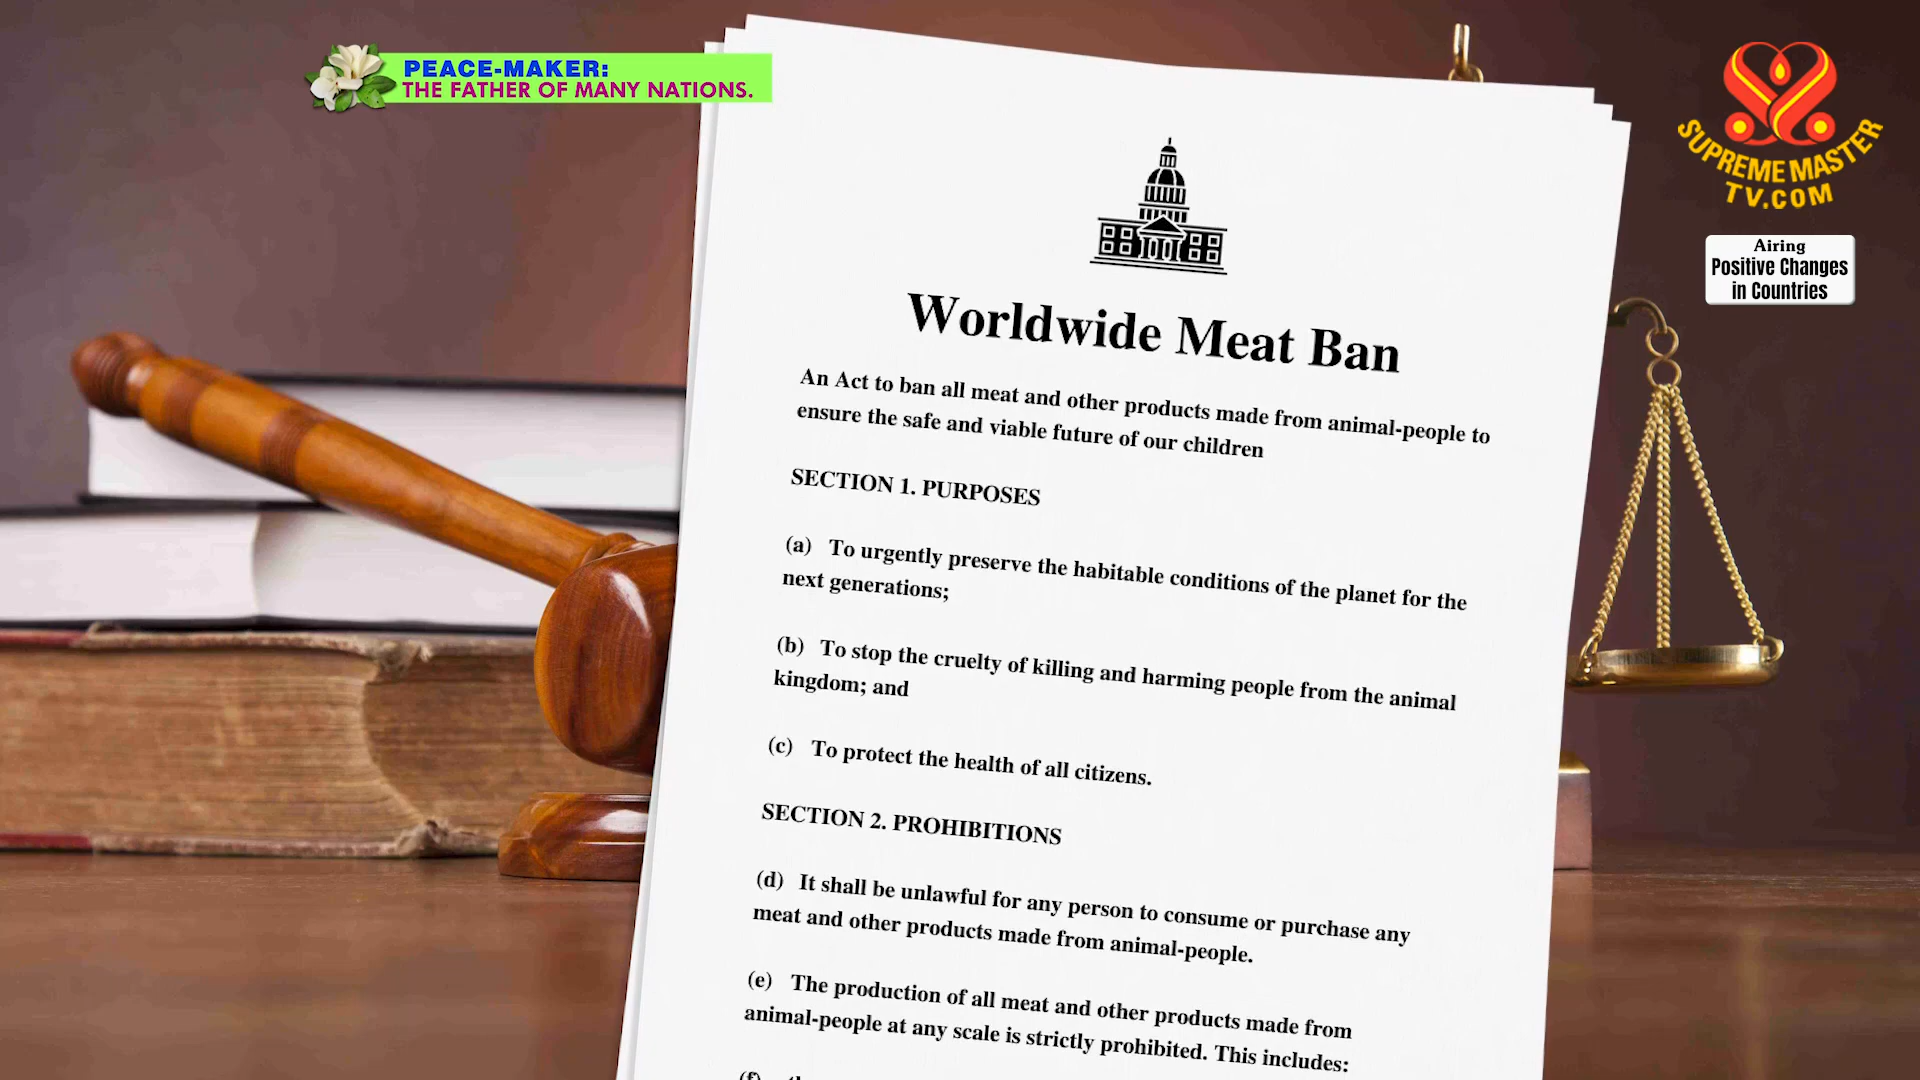 PEACE-MAKER:
THE FATHER OF MANY NATIONS.
SUPREME MASTER
TV.COM
Airing
Positive Changes
in Countries
Worldwide Meat Ban
An Act to ban all meat and other products made from animal-people to
ensure the safe and viable future of our children
SECTION 1. PURPOSES
(a) To urgently preserve the habitable conditions of the planet for the
next generations;
(b) To stop the cruelty of killing and harming people from the animal
kingdom; and
(c) To protect the health of all citizens.
SECTION 2. PROHIBITIONS
(d) It shall be unlawful for any person to consume or purchase any
meat and other products made from animal-people.
(e) The production of all meat and other products made from
animal-people at any scale is strictly prohibited. This includes: